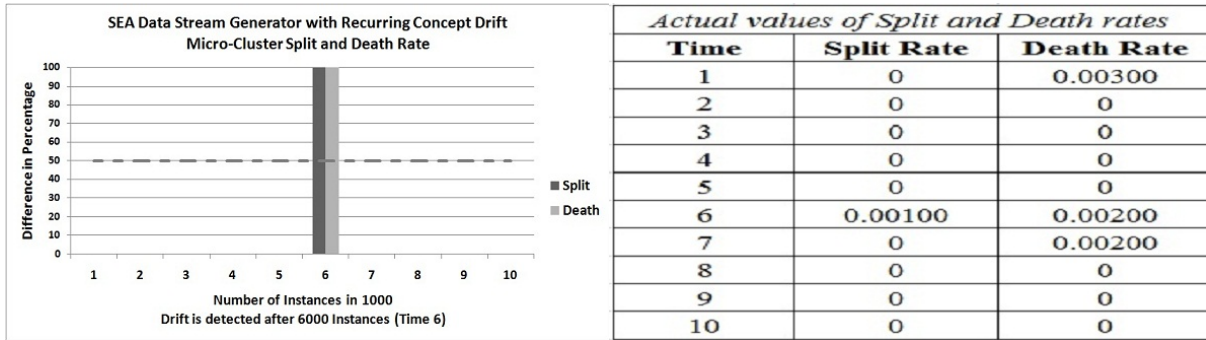 SEA Data Stream Generator with Recurring Concept Drift
Micro-Cluster Split and Death Rate
Difference in Percentage
100
90
80
70
60
50
40
30
20
10
0
1 2 3 4 5 6 7 8 9 10
Split
Death
Number of Instances in 1000
Drift is detected after 6000 Instances (Time 6)
Actual values of Split and Death rates
Time Split Rate Death Rate
1 0 0.00300
2 0 0
3 0 0
4 0 0
5 0 0
6 0.00100 0.00200
7 0 0.00200
8 0 0
9 0 0
10 0 0